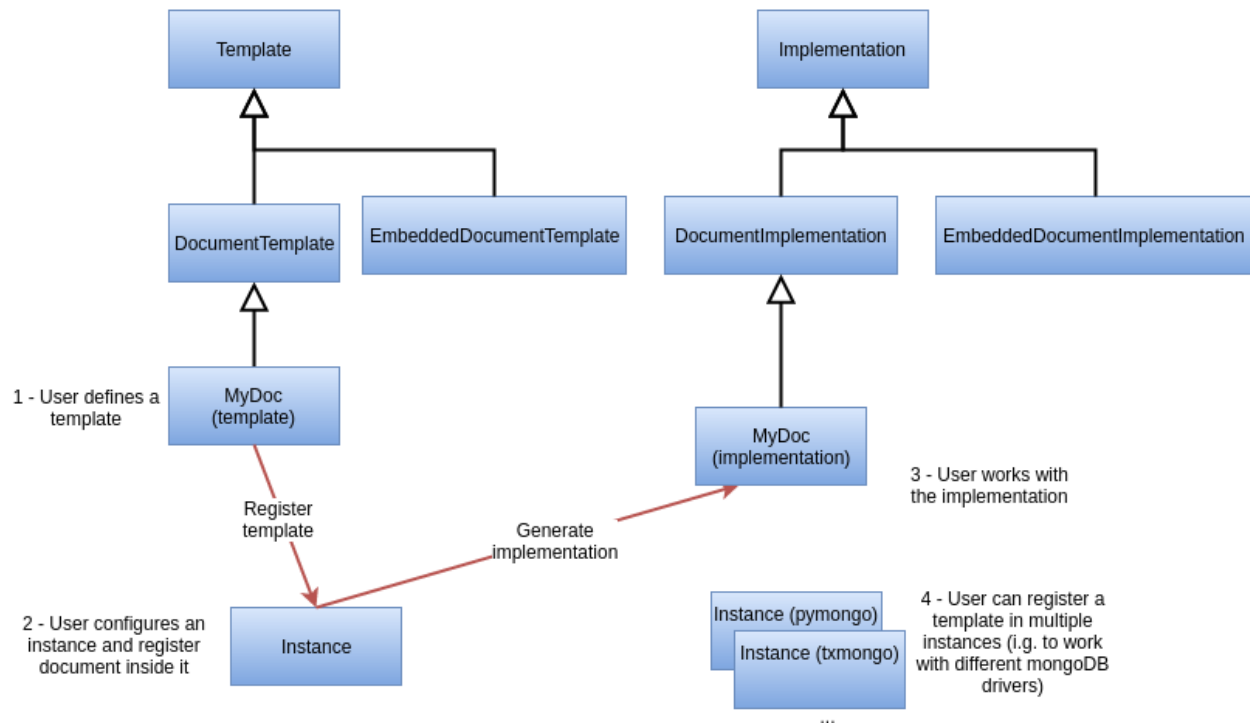 Template
Implementation
DocumentTemplate
EmbeddedDocumentTemplate
DocumentImplementation
EmbeddedDocumentImplementation
1 - User defines a
template
MyDoc
(template)
MyDoc
(implementation)
3 - User works with
the implementation
Register
template
Generate
implementation
2 - User configures an
instance and register
document inside it
Instance
Instance (pymongo)
Instance (txmongo)
4 - User can register a
template in multiple
instances (i.g. to work
with different mongoDB
drivers)
...